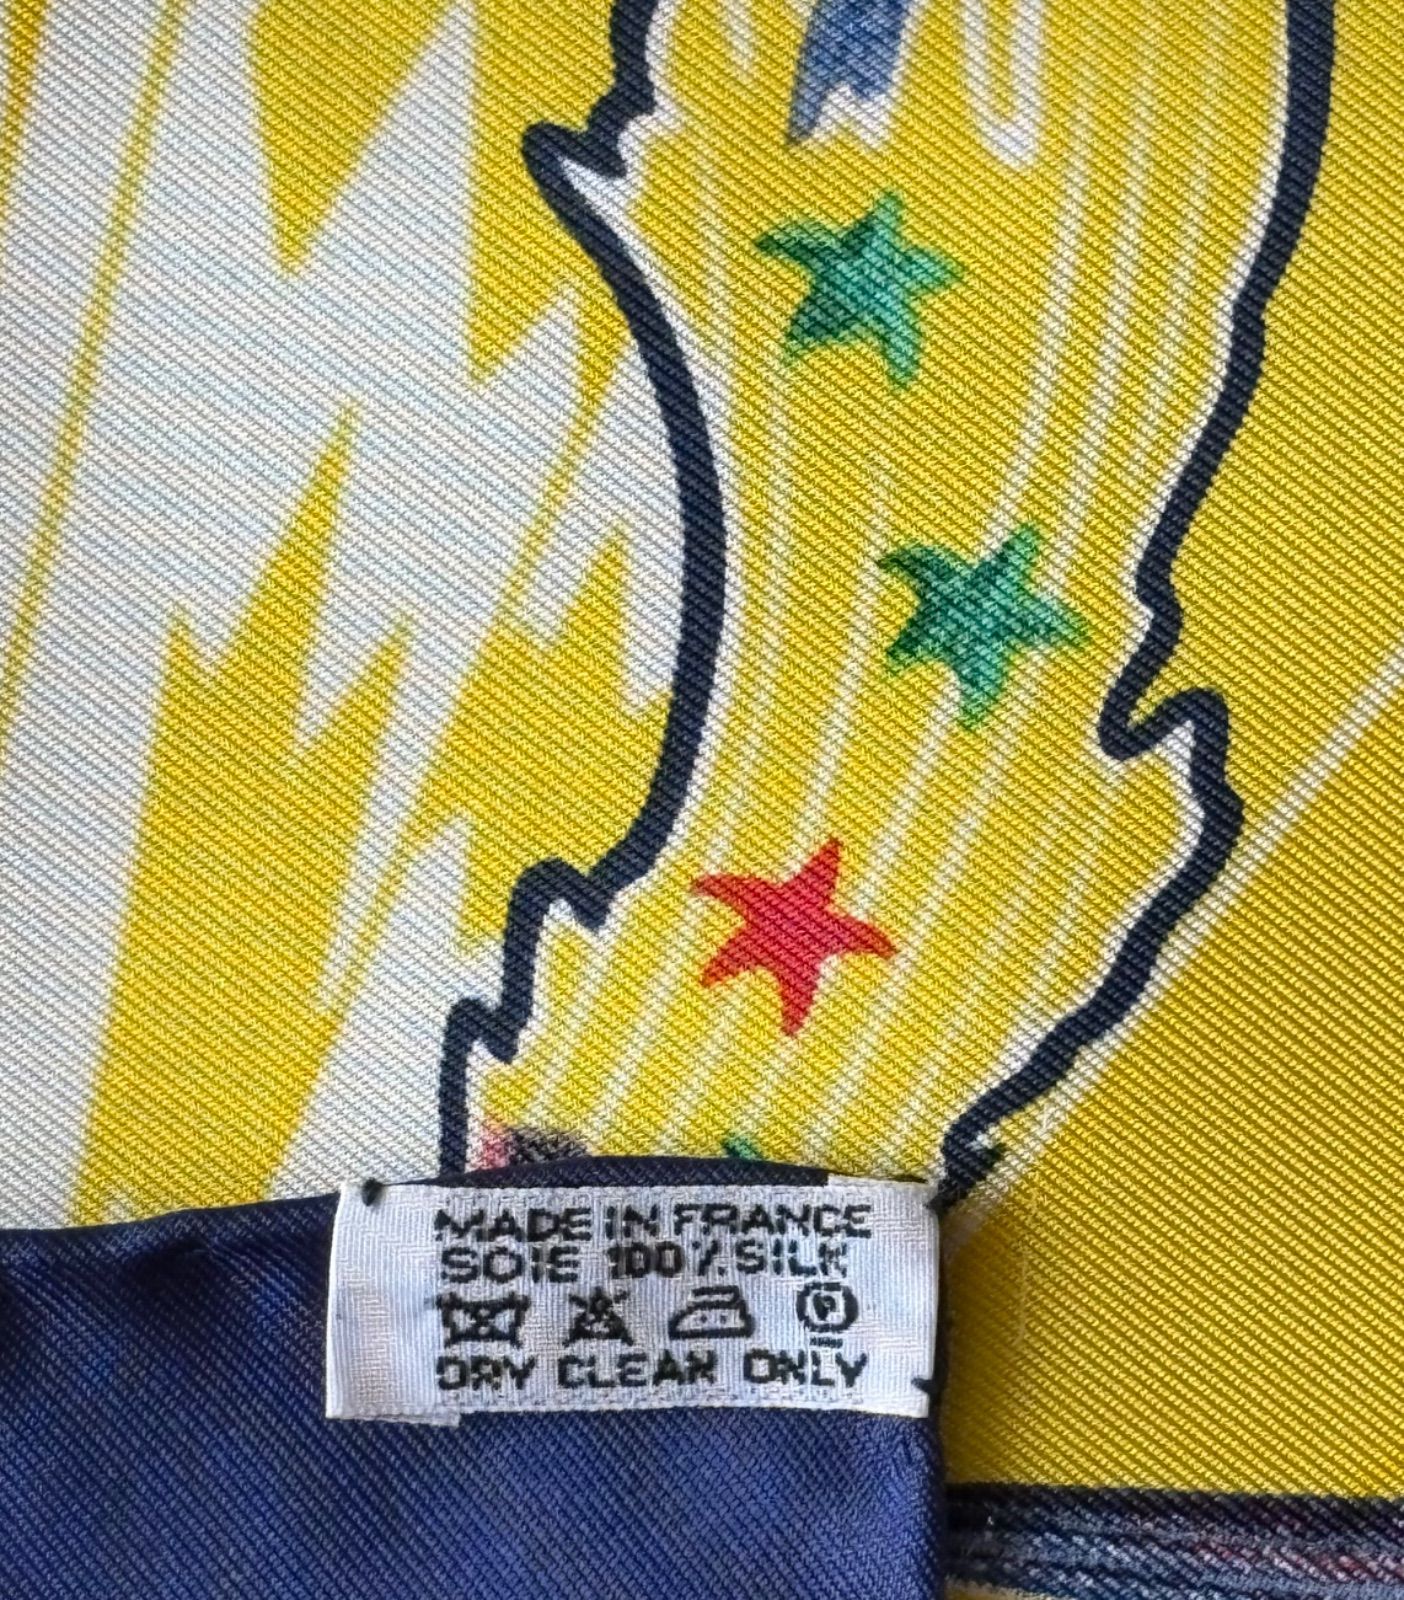 MADE IN FRANCE
SOIE 100% SILK
P
DRY CLEAN ONLY